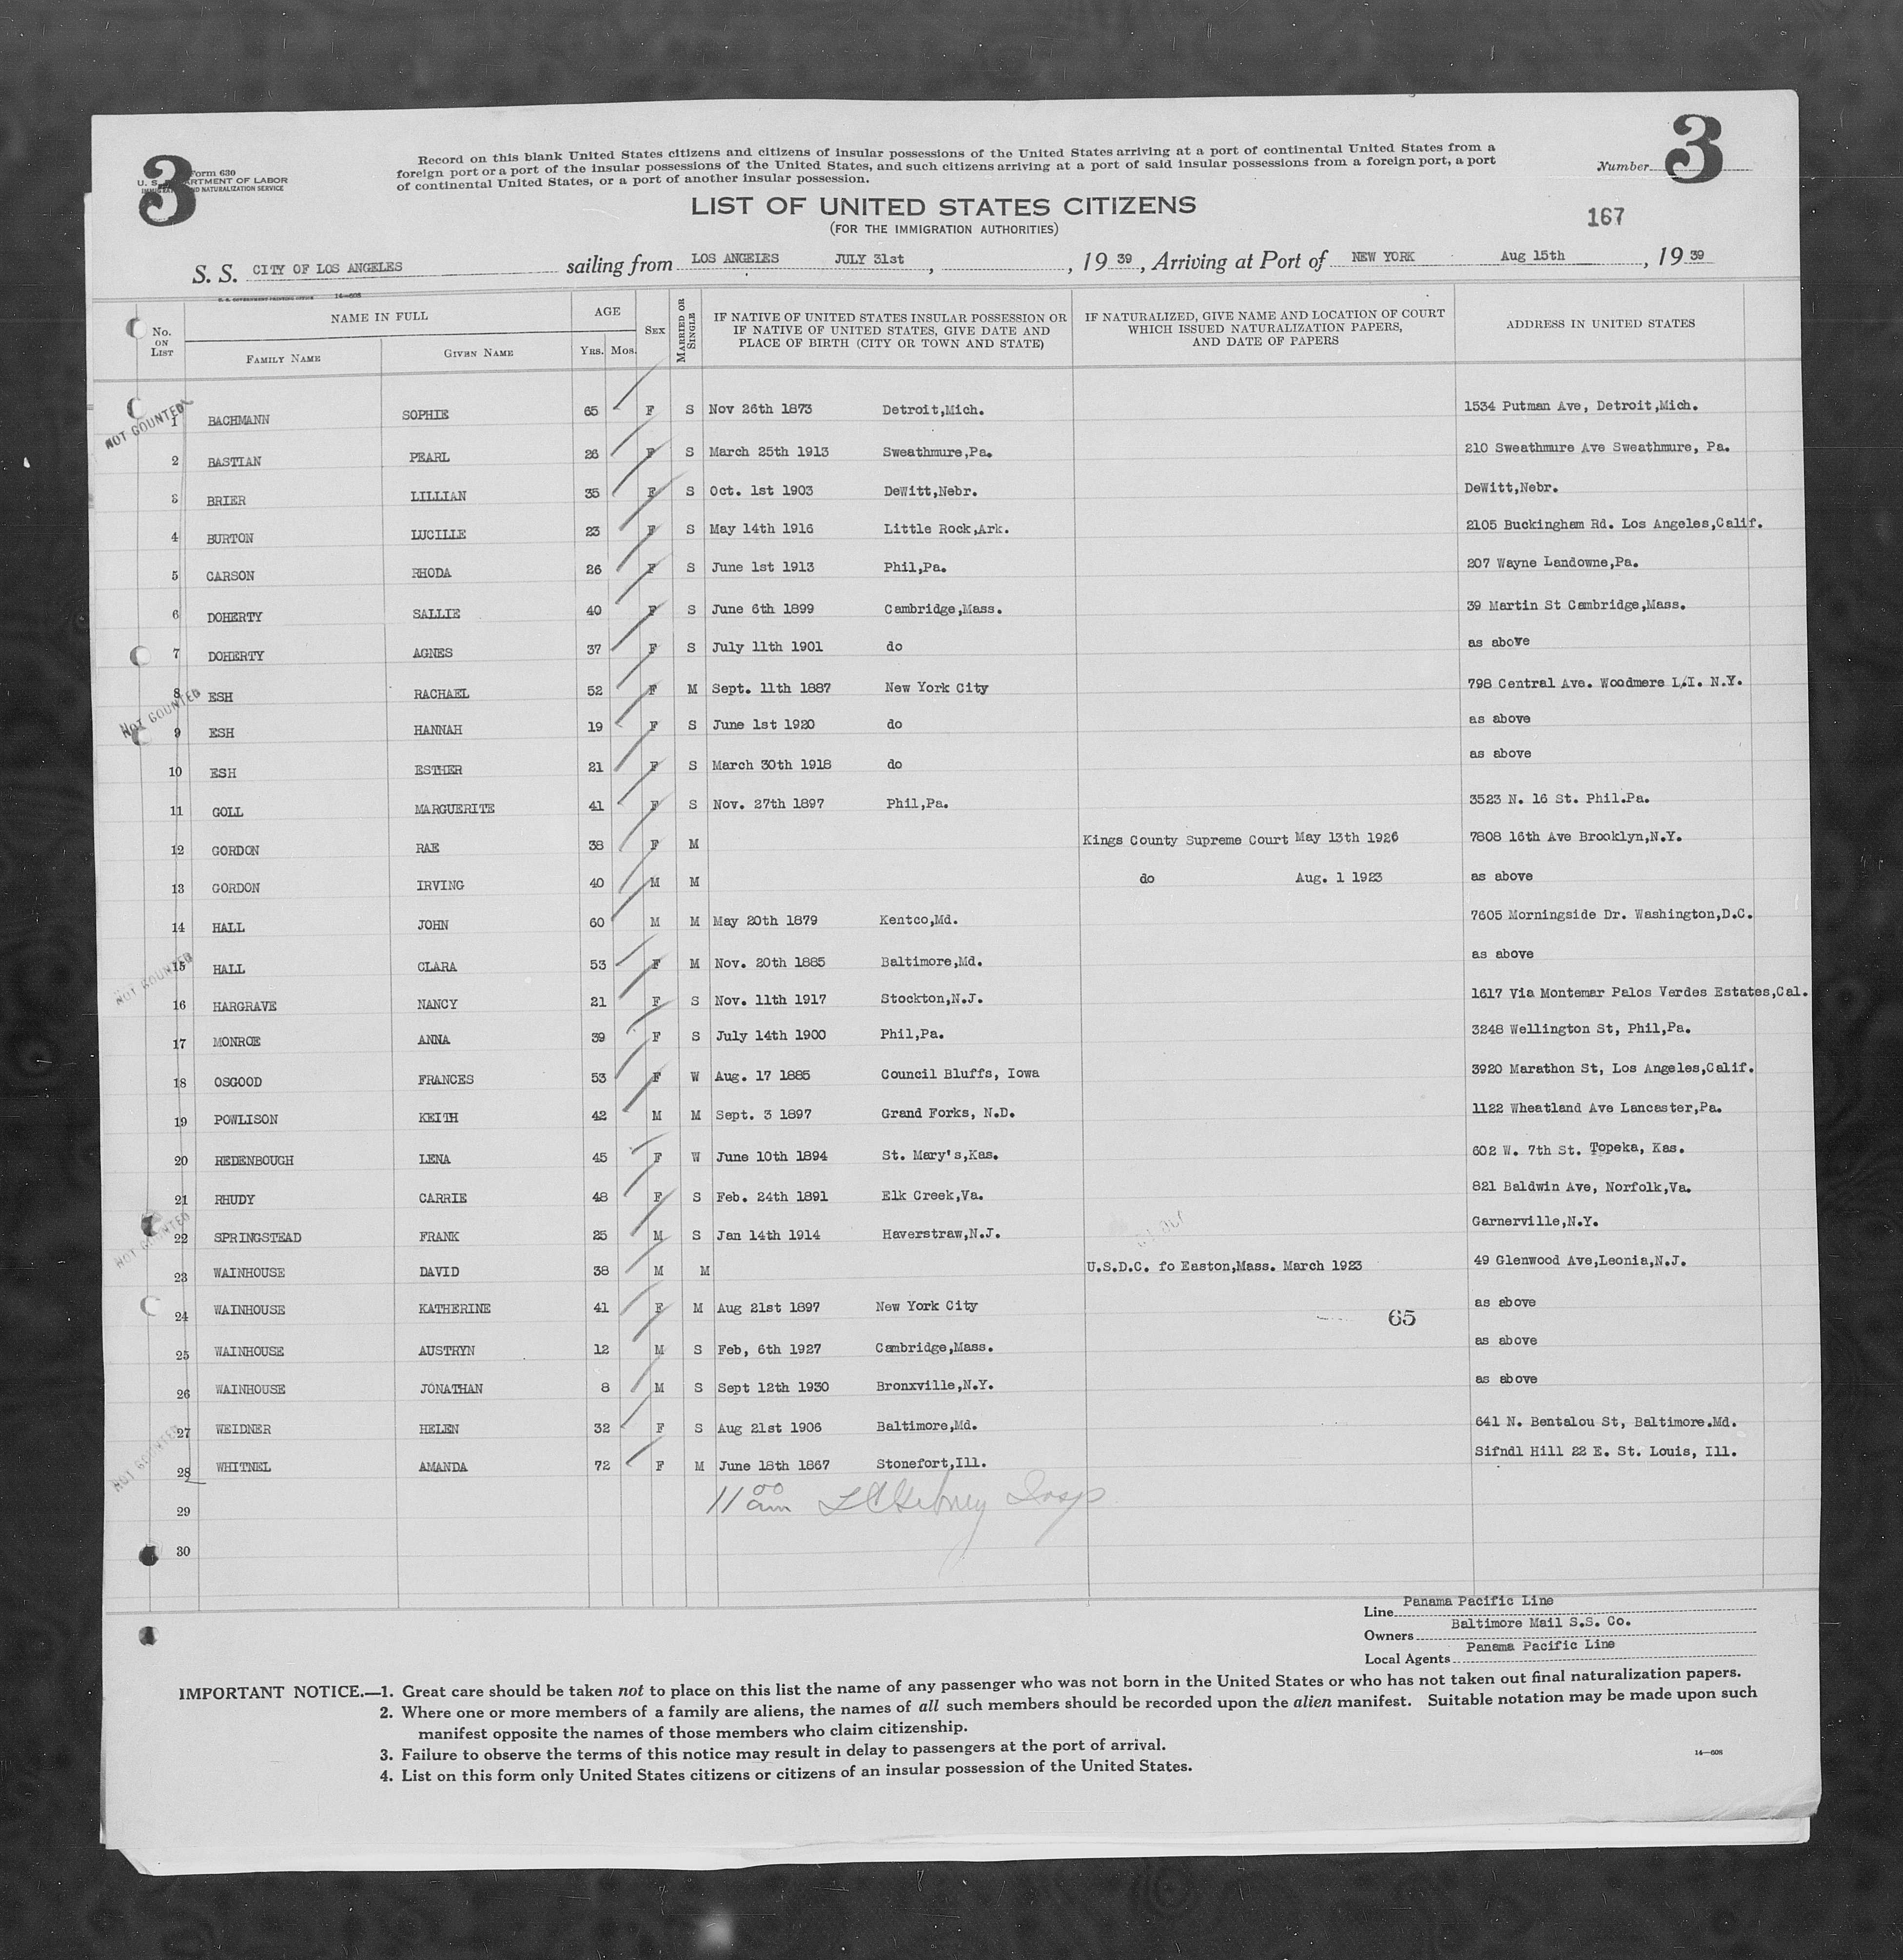 3
3
Form 630
U. S. DEPARTMENT OF LABOR
IMMIGRATION AND NATURALIZATION SERVICE
Record on this blank United States citizens and citizens of insular possessions of the United States arriving at a port of continental United States from a
foreign port or a port of the insular possessions of the United States, and such citizens arriving at a port of said insular possessions from a foreign port, a port
of continental United States, or a port of another insular possession.
Number
LIST OF UNITED STATES CITIZENS
(FOR THE IMMIGRATION AUTHORITIES)
167
S. S. CITY OF LOS ANGELES sailing from LOS ANGELES JULY 31st, , 19 39, Arriving at Port of NEW YORK Aug 15th, 19 39
U. S. GOVERNMENT PRINTING OFFICE 14—608
No. ON LIST NAME IN FULL FAMILY NAME GIVEN NAME AGE YRS. MOS. SEX MARRIED OR SINGLE IF NATIVE OF UNITED STATES INSULAR POSSESSION OR IF NATIVE OF UNITED STATES, GIVE DATE AND PLACE OF BIRTH (CITY OR TOWN AND STATE) IF NATURALIZED, GIVE NAME AND LOCATION OF COURT WHICH ISSUED NATURALIZATION PAPERS, AND DATE OF PAPERS ADDRESS IN UNITED STATES
NOT COUNTED
1 BACHMANN SOPHIE 65 F S Nov 26th 1873 Detroit,Mich. 1534 Putman Ave, Detroit,Mich.
2 BASTIAN PEARL 26 F S March 25th 1913 Sweathmure,Pa. 210 Sweathmure Ave Sweathmure, Pa.
3 BRIER LILLIAN 35 F S Oct. 1st 1903 DeWitt,Nebr. DeWitt,Nebr.
4 BURTON LUCILLE 23 F S May 14th 1916 Little Rock,Ark. 2105 Buckingham Rd. Los Angeles,Calif.
5 CARSON RHODA 26 F S June 1st 1913 Phil,Pa. 207 Wayne Landowne,Pa.
6 DOHERTY SALLIE 40 F S June 6th 1899 Cambridge,Mass. 39 Martin St Cambridge,Mass.
7 DOHERTY AGNES 37 F S July 11th 1901 do as above
NOT COUNTED
8 ESH RACHAEL 52 F M Sept. 11th 1887 New York City 798 Central Ave. Woodmere L.I. N.Y.
9 ESH HANNAH 19 F S June 1st 1920 do as above
10 ESH ESTHER 21 F S March 30th 1918 do as above
11 GOLL MARGUERITE 41 F S Nov. 27th 1897 Phil,Pa. 3523 N. 16 St. Phil.Pa.
12 GORDON RAE 38 F M Kings County Supreme Court May 13th 1926 7808 16th Ave Brooklyn,N.Y.
13 GORDON IRVING 40 M M do Aug. 1 1923 as above
14 HALL JOHN 60 M M May 20th 1879 Kentco,Md. 7605 Morningside Dr. Washington,D.C.
NOT COUNTED
15 HALL CLARA 53 F M Nov. 20th 1885 Baltimore,Md. as above
16 HARGRAVE NANCY 21 F S Nov. 11th 1917 Stockton,N.J. 1617 Via Montemar Palos Verdes Estates,Cal.
17 MONROE ANNA 39 F S July 14th 1900 Phil,Pa. 3248 Wellington St, Phil,Pa.
18 OSGOOD FRANCES 53 F W Aug. 17 1885 Council Bluffs, Iowa 3920 Marathon St, Los Angeles,Calif.
19 POWLISON KEITH 42 M M Sept. 3 1897 Grand Forks, N.D. 1122 Wheatland Ave Lancaster,Pa.
20 REDENBOUGH LENA 45 F W June 10th 1894 St. Mary's,Kas. 602 W. 7th St. Topeka, Kas.
21 RHUDY CARRIE 48 F S Feb. 24th 1891 Elk Creek,Va. 821 Baldwin Ave, Norfolk,Va.
NOT COUNTED
22 SPRINGSTEAD FRANK 25 M S Jan 14th 1914 Haverstraw,N.J. Garnerville,N.Y.
23 WAINHOUSE DAVID 38 M M U.S.D.C. fo Easton,Mass. March 1923 49 Glenwood Ave,Leonia,N.J.
24 WAINHOUSE KATHERINE 41 F M Aug 21st 1897 New York City as above
65
25 WAINHOUSE AUSTRYN 12 M S Feb, 6th 1927 Cambridge,Mass. as above
26 WAINHOUSE JONATHAN 8 M S Sept 12th 1930 Bronxville,N.Y. as above
NOT COUNTED
27 WEIDNER HELEN 32 F S Aug 21st 1906 Baltimore,Md. 641 N. Bentalou St, Baltimore.Md.
28 WHITNEL AMANDA 72 F M June 18th 1867 Stonefort,Ill. Sifndl Hill 22 E. St. Louis, Ill.
11 00 am Insp
29
30
Line Panama Pacific Line
Owners Baltimore Mail S.S. Co.
Local Agents Panama Pacific Line
IMPORTANT NOTICE.—1. Great care should be taken not to place on this list the name of any passenger who was not born in the United States or who has not taken out final naturalization papers.
2. Where one or more members of a family are aliens, the names of all such members should be recorded upon the alien manifest. Suitable notation may be made upon such
manifest opposite the names of those members who claim citizenship.
3. Failure to observe the terms of this notice may result in delay to passengers at the port of arrival.
4. List on this form only United States citizens or citizens of an insular possession of the United States.
14—608